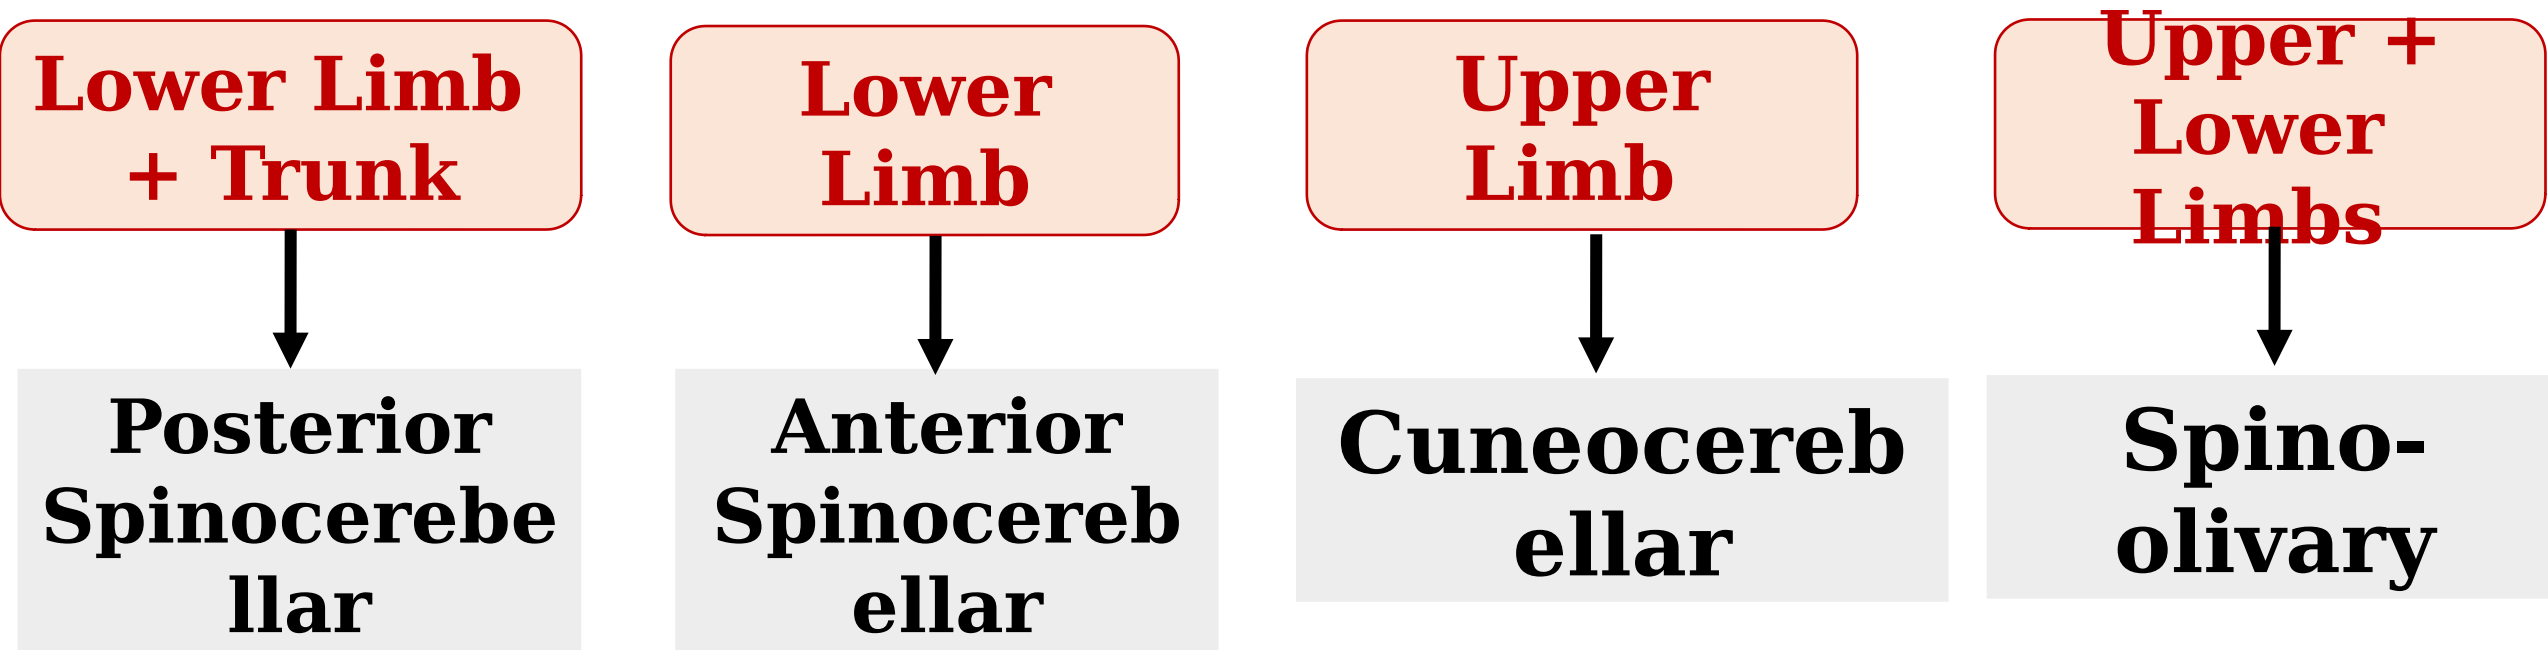 Lower Limb
+ Trunk
Lower
Limb
Upper
Limb
Upper +
Lower
Limbs
Posterior
Spinocerebe
llar
Anterior
Spinocereb
ellar
Cuneocereb
ellar
Spino-
olivary